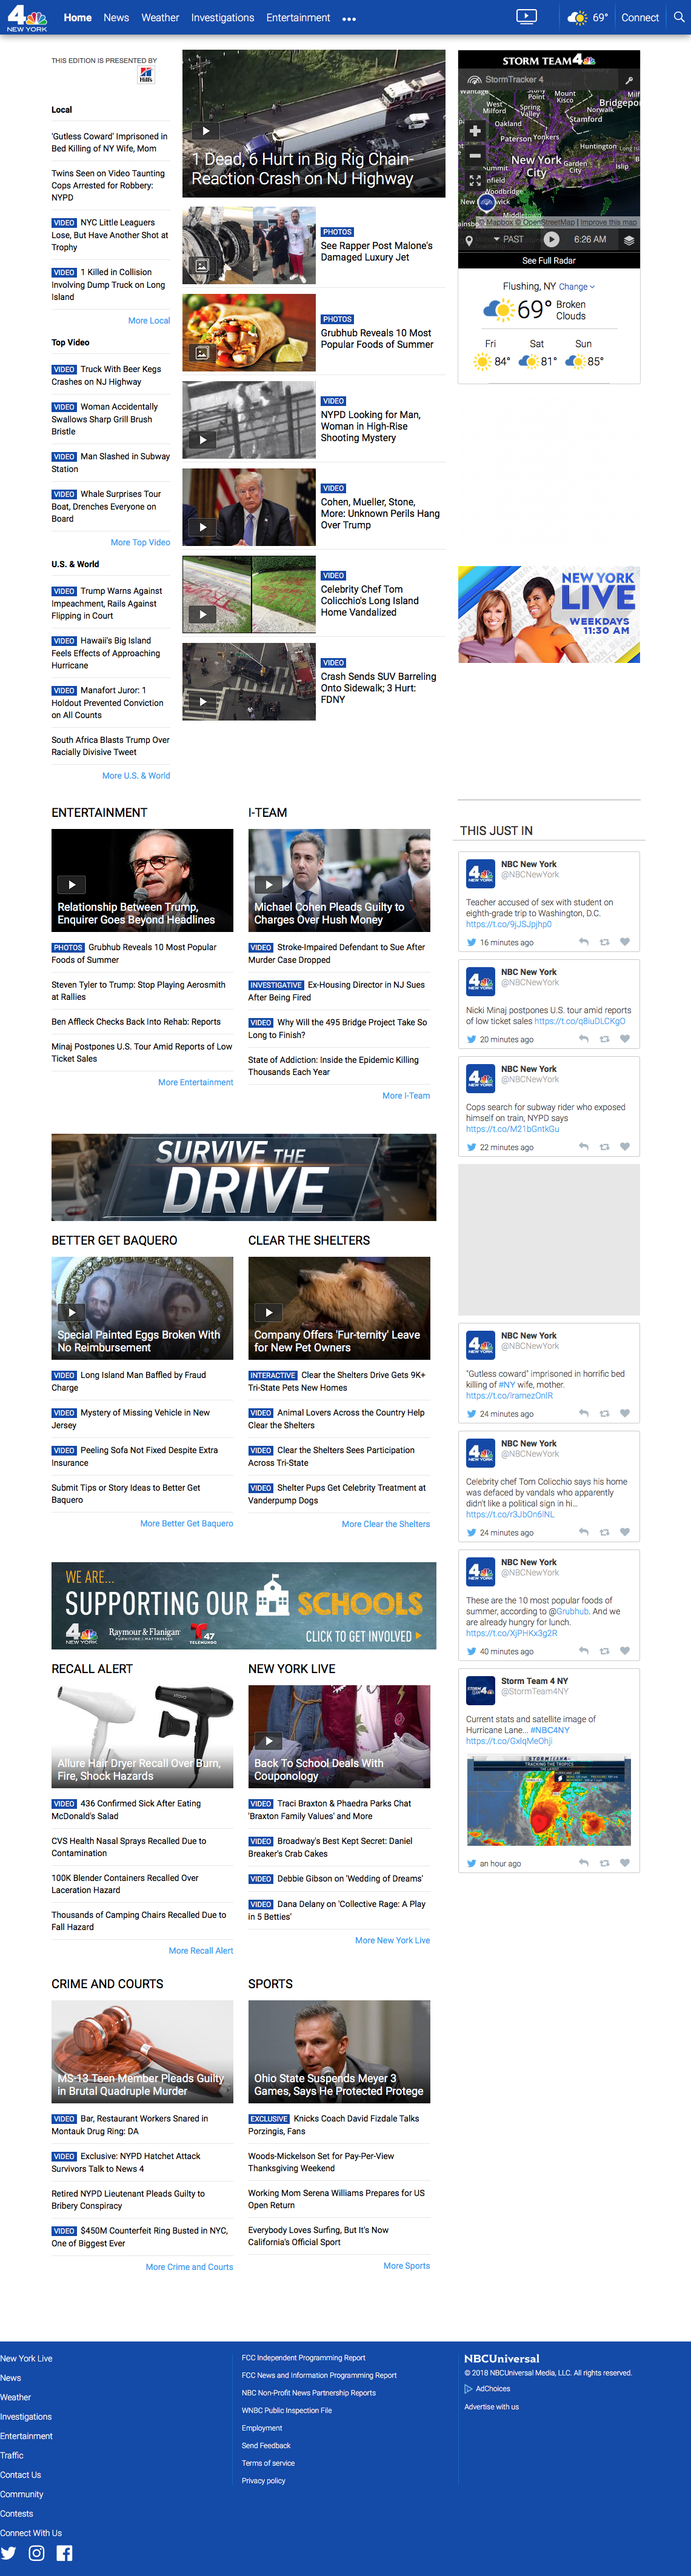 4
NEW YORK
Home News Weather Investigations Entertainment
69° Connect
THIS EDITION IS PRESENTED BY
Hill's
Local
'Gutless Coward' Imprisoned in
Bed Killing of NY Wife, Mom
Twins Seen on Video Taunting
Cops Arrested for Robbery:
NYPD
VIDEO NYC Little Leaguers
Lose, But Have Another Shot at
Trophy
VIDEO 1 Killed in Collision
Involving Dump Truck on Long
Island
More Local
Top Video
VIDEO Truck With Beer Kegs
Crashes on NJ Highway
VIDEO Woman Accidentally
Swallows Sharp Grill Brush
Bristle
VIDEO Man Slashed in Subway
Station
VIDEO Whale Surprises Tour
Boat, Drenches Everyone on
Board
More Top Video
U.S. & World
VIDEO Trump Warns Against
Impeachment, Rails Against
Flipping in Court
VIDEO Hawaii's Big Island
Feels Effects of Approaching
Hurricane
VIDEO Manafort Juror: 1
Holdout Prevented Conviction
on All Counts
South Africa Blasts Trump Over
Racially Divisive Tweet
More U.S. & World
1 Dead, 6 Hurt in Big Rig Chain-
Reaction Crash on NJ Highway
PHOTOS
See Rapper Post Malone's
Damaged Luxury Jet
PHOTOS
Grubhub Reveals 10 Most
Popular Foods of Summer
VIDEO
NYPD Looking for Man,
Woman in High-Rise
Shooting Mystery
VIDEO
Cohen, Mueller, Stone,
More: Unknown Perils Hang
Over Trump
VIDEO
Celebrity Chef Tom
Colicchio's Long Island
Home Vandalized
VIDEO
Crash Sends SUV Barreling
Onto Sidewalk; 3 Hurt:
FDNY
STORM TEAM 4
StormTracker 4
Wantage
Point
West Milford
Spring Valley
Mount Kisco
Norwalk
Bridgepor
Stamford
Oakland
Paterson Yonkers
Huntington Long
New York City
Garden City
Islip
Summit
Woodbridge
New
wick
Middletown
© Mapbox © OpenStreetMap | Improve this map
PAST 6:26 AM
See Full Radar
Flushing, NY Change
69° Broken
Clouds
Fri Sat Sun
84° 81° 85°
NEW YORK
LIVE
WEEKDAYS
11:30 AM
ENTERTAINMENT
Relationship Between Trump,
Enquirer Goes Beyond Headlines
PHOTOS Grubhub Reveals 10 Most Popular
Foods of Summer
Steven Tyler to Trump: Stop Playing Aerosmith
at Rallies
Ben Affleck Checks Back Into Rehab: Reports
Minaj Postpones U.S. Tour Amid Reports of Low
Ticket Sales
More Entertainment
I-TEAM
Michael Cohen Pleads Guilty to
Charges Over Hush Money
VIDEO Stroke-Impaired Defendant to Sue After
Murder Case Dropped
INVESTIGATIVE Ex-Housing Director in NJ Sues
After Being Fired
VIDEO Why Will the 495 Bridge Project Take So
Long to Finish?
State of Addiction: Inside the Epidemic Killing
Thousands Each Year
More I-Team
THIS JUST IN
NBC New York
@NBCNewYork
Teacher accused of sex with student on
eighth-grade trip to Washington, D.C.
https://t.co/9jJSJpjhp0
16 minutes ago
NBC New York
@NBCNewYork
Nicki Minaj postpones U.S. tour amid reports
of low ticket sales https://t.co/q8iuDLCKgO
20 minutes ago
NBC New York
@NBCNewYork
Cops search for subway rider who exposed
himself on train, NYPD says
https://t.co/M21bGntkGu
22 minutes ago
SURVIVE THE
DRIVE
BETTER GET BAQUERO
Special Painted Eggs Broken With
No Reimbursement
VIDEO Long Island Man Baffled by Fraud
Charge
VIDEO Mystery of Missing Vehicle in New
Jersey
VIDEO Peeling Sofa Not Fixed Despite Extra
Insurance
Submit Tips or Story Ideas to Better Get
Baquero
More Better Get Baquero
CLEAR THE SHELTERS
Company Offers 'Fur-ternity' Leave
for New Pet Owners
INTERACTIVE Clear the Shelters Drive Gets 9K+
Tri-State Pets New Homes
VIDEO Animal Lovers Across the Country Help
Clear the Shelters
VIDEO Clear the Shelters Sees Participation
Across Tri-State
VIDEO Shelter Pups Get Celebrity Treatment at
Vanderpump Dogs
More Clear the Shelters
NBC New York
@NBCNewYork
"Gutless coward" imprisoned in horrific bed
killing of #NY wife, mother.
https://t.co/IramezOnlR
24 minutes ago
NBC New York
@NBCNewYork
Celebrity chef Tom Colicchio says his home
was defaced by vandals who apparently
didn't like a political sign in hi...
https://t.co/r3JbOn6lNL
24 minutes ago
NBC New York
@NBCNewYork
These are the 10 most popular foods of
summer, according to @Grubhub. And we
are already hungry for lunch.
https://t.co/XjPHKx3g2R
40 minutes ago
Storm Team 4 NY
@StormTeam4NY
Current stats and satellite image of
Hurricane Lane... #NBC4NY
https://t.co/GxlqMeOhji
TRACKING THE TROPICS
an hour ago
WE ARE...
SUPPORTING OUR SCHOOLS
4 NEW YORK Raymour & Flanigan FURNITURE | MATTRESSES 47 TELEMUNDO CLICK TO GET INVOLVED
RECALL ALERT
Allure Hair Dryer Recall Over Burn,
Fire, Shock Hazards
VIDEO 436 Confirmed Sick After Eating
McDonald's Salad
CVS Health Nasal Sprays Recalled Due to
Contamination
100K Blender Containers Recalled Over
Laceration Hazard
Thousands of Camping Chairs Recalled Due to
Fall Hazard
More Recall Alert
NEW YORK LIVE
Back To School Deals With
Couponology
VIDEO Traci Braxton & Phaedra Parks Chat
'Braxton Family Values' and More
VIDEO Broadway's Best Kept Secret: Daniel
Breaker's Crab Cakes
VIDEO Debbie Gibson on 'Wedding of Dreams'
VIDEO Dana Delany on 'Collective Rage: A Play
in 5 Betties'
More New York Live
CRIME AND COURTS
MS-13 Teen Member Pleads Guilty
in Brutal Quadruple Murder
VIDEO Bar, Restaurant Workers Snared in
Montauk Drug Ring: DA
VIDEO Exclusive: NYPD Hatchet Attack
Survivors Talk to News 4
Retired NYPD Lieutenant Pleads Guilty to
Bribery Conspiracy
VIDEO $450M Counterfeit Ring Busted in NYC,
One of Biggest Ever
More Crime and Courts
SPORTS
Ohio State Suspends Meyer 3
Games, Says He Protected Protege
EXCLUSIVE Knicks Coach David Fizdale Talks
Porzingis, Fans
Woods-Mickelson Set for Pay-Per-View
Thanksgiving Weekend
Working Mom Serena Williams Prepares for US
Open Return
Everybody Loves Surfing, But It's Now
California's Official Sport
More Sports
New York Live
News
Weather
Investigations
Entertainment
Traffic
Contact Us
Community
Contests
Connect With Us
FCC Independent Programming Report
FCC News and Information Programming Report
NBC Non-Profit News Partnership Reports
WNBC Public Inspection File
Employment
Send Feedback
Terms of service
Privacy policy
NBCUniversal
© 2018 NBCUniversal Media, LLC. All rights reserved.
AdChoices
Advertise with us